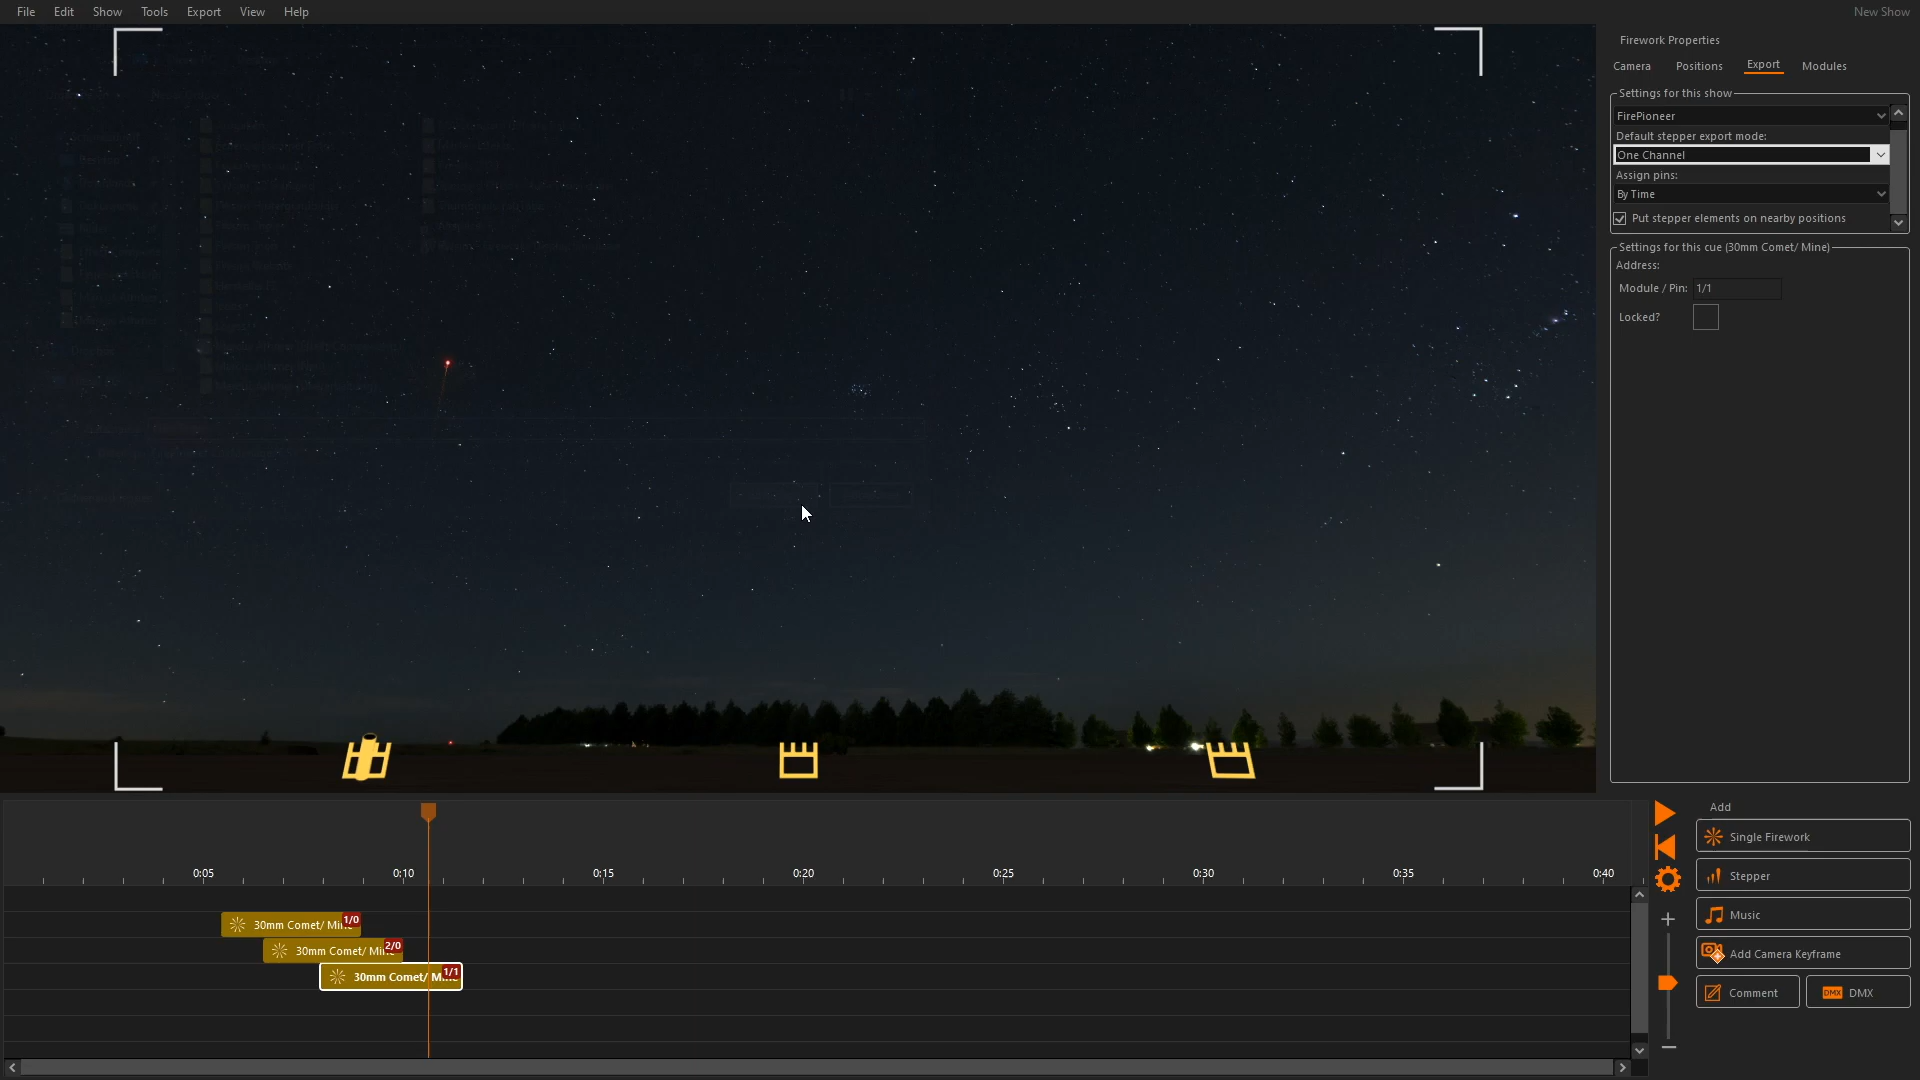 File Edit Show Tools Export View Help
New Show
Firework Properties
Camera Positions Export Modules
Settings for this show
FirePioneer
Default stepper export mode:
One Channel
Assign pins:
By Time
Put stepper elements on nearby positions
Settings for this cue (30mm Comet/ Mine)
Address:
Module / Pin: 1/1
Locked?
0:05 0:10 0:15 0:20 0:25 0:30 0:35 0:40
30mm Comet/ Mine 1/0
30mm Comet/ Mine 2/0
30mm Comet/ M... 1/1
Add
Single Firework
Stepper
Music
Add Camera Keyframe
Comment
DMX DMX